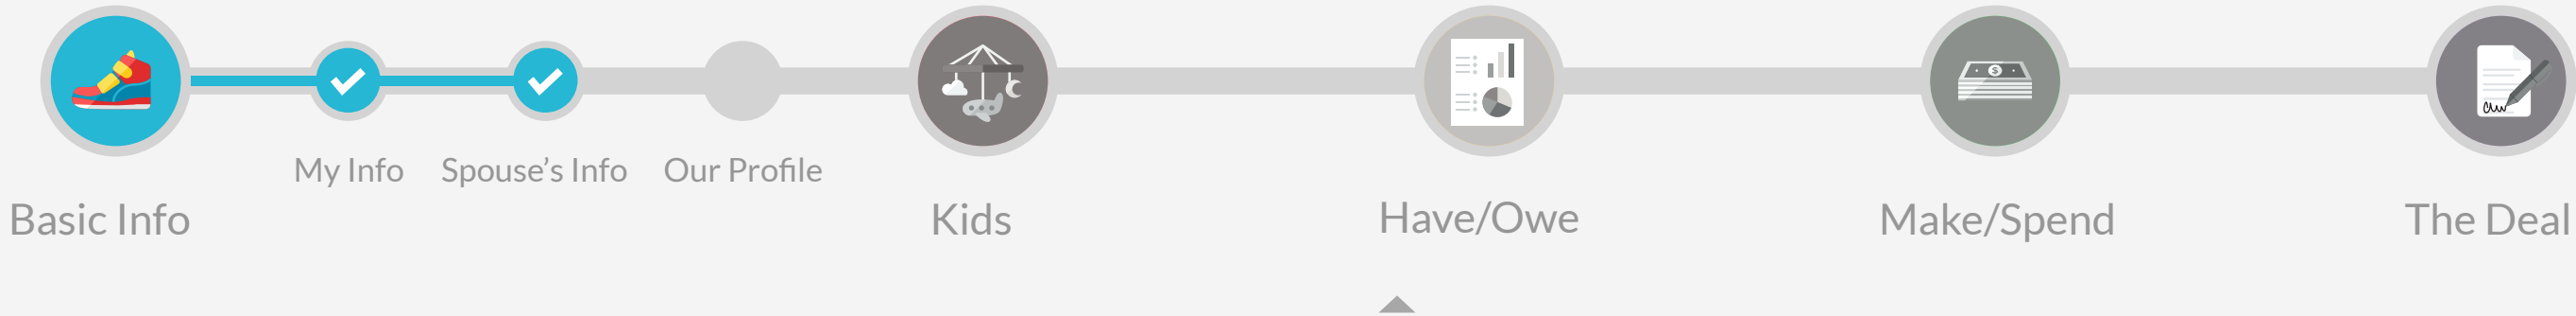 My Info
Spouse’s Info
Our Profile
Basic Info
Kids
Have/Owe
Make/Spend
The Deal